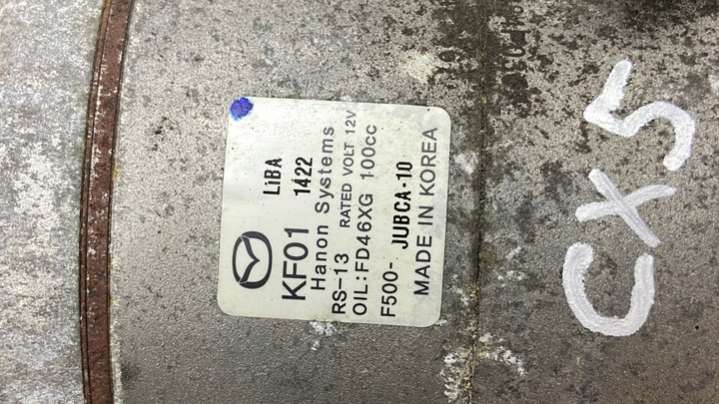 KF01 LiBA 1422
Hanon Systems
RS-13 RATED VOLT 12V
OIL:FD46XG 100cc
F500- JUBCA-10
MADE IN KOREA
CX5